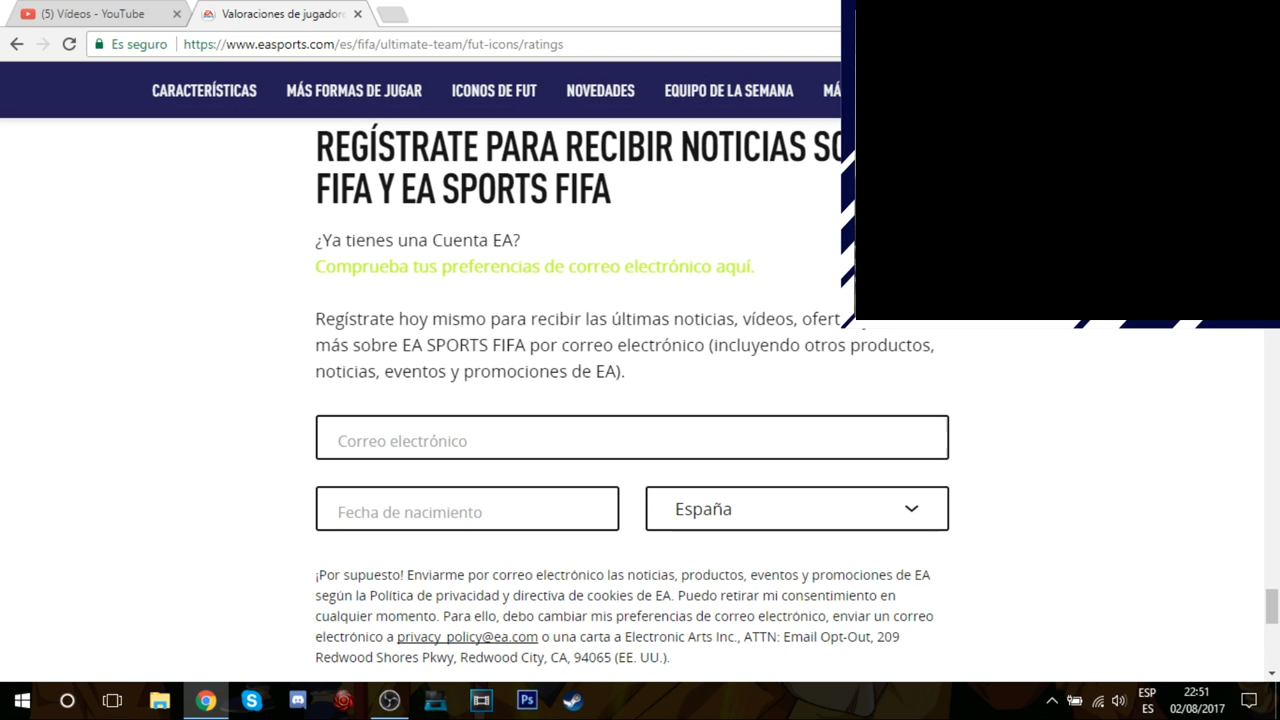 (5) Vídeos - YouTube
Valoraciones de jugadore
Es seguro
https://www.easports.com/es/fifa/ultimate-team/fut-icons/ratings
CARACTERÍSTICAS MÁS FORMAS DE JUGAR ICONOS DE FUT NOVEDADES EQUIPO DE LA SEMANA MÁ
REGÍSTRATE PARA RECIBIR NOTICIAS SO
FIFA Y EA SPORTS FIFA
¿Ya tienes una Cuenta EA?
Comprueba tus preferencias de correo electrónico aquí.
Regístrate hoy mismo para recibir las últimas noticias, vídeos, ofert
más sobre EA SPORTS FIFA por correo electrónico (incluyendo otros productos,
noticias, eventos y promociones de EA).
Correo electrónico
Fecha de nacimiento
España
¡Por supuesto! Enviarme por correo electrónico las noticias, productos, eventos y promociones de EA
según la Política de privacidad y directiva de cookies de EA. Puedo retirar mi consentimiento en
cualquier momento. Para ello, debo cambiar mis preferencias de correo electrónico, enviar un correo
electrónico a privacy_policy@ea.com o una carta a Electronic Arts Inc., ATTN: Email Opt-Out, 209
Redwood Shores Pkwy, Redwood City, CA, 94065 (EE. UU.).
Ps
ESP
ES
22:51
02/08/2017